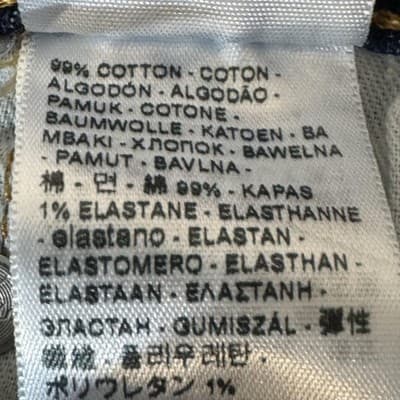 99% COTTON - COTON -
ALGODÓN - ALGODÃO -
PAMUK - COTONE -
BAUMWOLLE - KATOEN - BA
MBAKI - ХЛОПОК - BAWEŁNA
- PAMUT - BAVLNA -
棉 - 면 - 綿 99% - KAPAS
1% ELASTANE - ELASTHANNE
- elastano - ELASTAN -
ELASTOMERO - ELASTHAN -
ELASTAAN - ΕΛΑΣΤΑΝΗ -
ЭЛАСТАН - GUMISZÁL - 彈性
纖維 - 폴리우레탄 -
ポリウレタン 1%